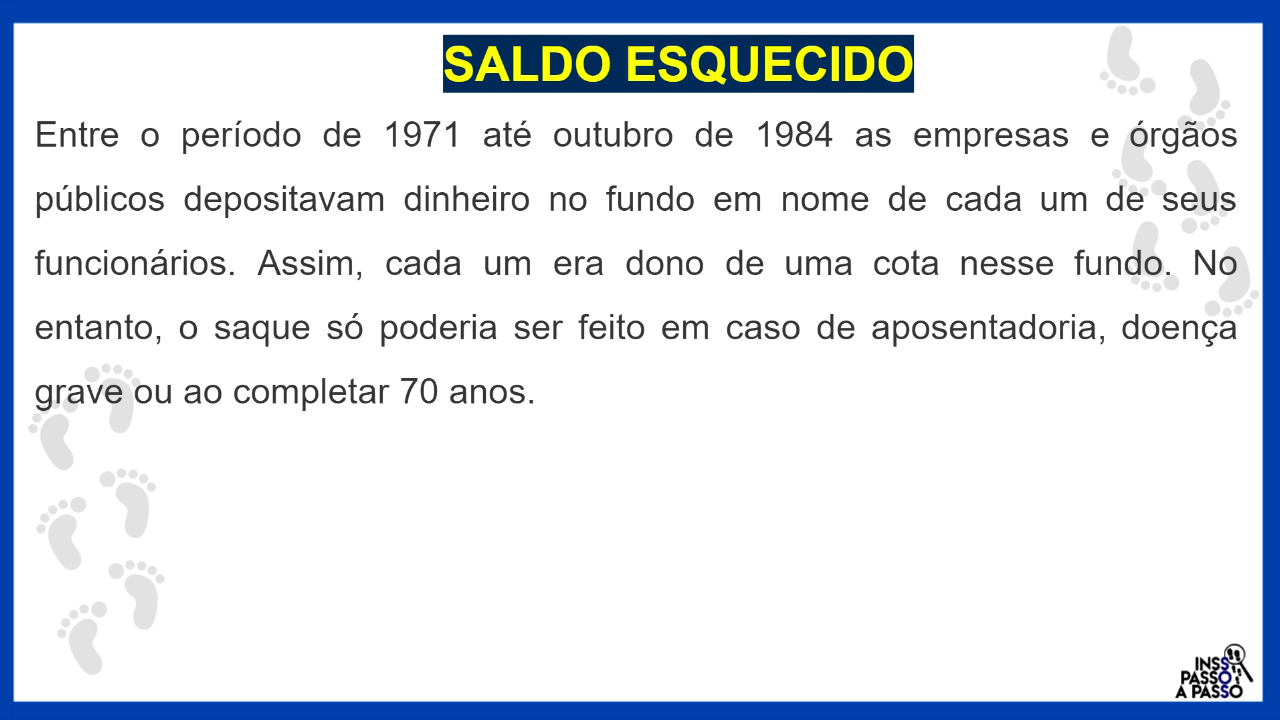 SALDO ESQUECIDO
Entre o período de 1971 até outubro de 1984 as empresas e órgãos
públicos depositavam dinheiro no fundo em nome de cada um de seus
funcionários. Assim, cada um era dono de uma cota nesse fundo. No
entanto, o saque só poderia ser feito em caso de aposentadoria, doença
grave ou ao completar 70 anos.
INSS
PASSO
A PASSO